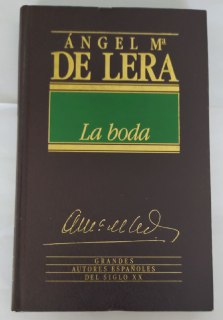 ÁNGEL Mª
DE LERA
La boda
GRANDES
AUTORES ESPAÑOLES
DEL SIGLO XX